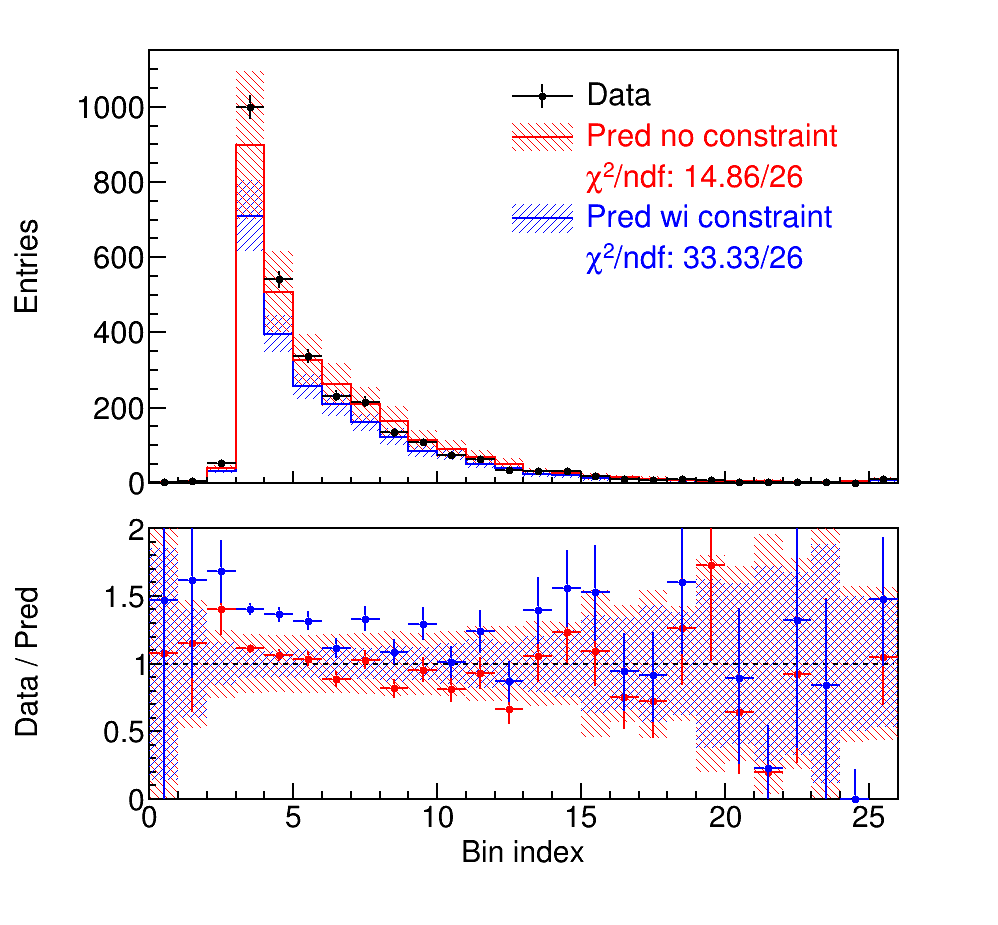 Entries
1000
800
600
400
200
0
Data
Pred no constraint
χ²/ndf: 14.86/26
Pred wi constraint
χ²/ndf: 33.33/26
Data / Pred
2
1.5
1
0.5
0
0 5 10 15 20 25
Bin index